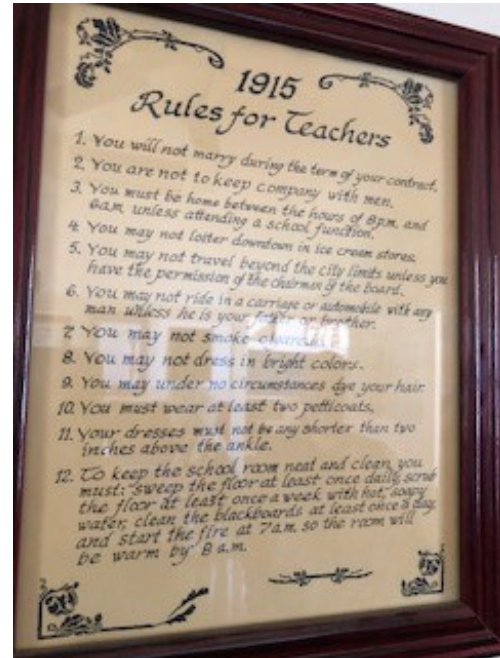 1915
Rules for Teachers
1. You will not marry during the term of your contract.
2. You are not to keep company with men.
3. You must be home between the hours of 8p.m. and
6a.m. unless attending a school function.
4. You may not loiter downtown in ice cream stores.
5. You may not travel beyond the city limits unless you
have the permission of the chairman of the board.
6. You may not ride in a carriage or automobile with any
man unless he is your father or brother.
7. You may not smoke cigarettes.
8. You may not dress in bright colors.
9. You may under no circumstances dye your hair.
10. You must wear at least two petticoats.
11. Your dresses must not be any shorter than two
inches above the ankle.
12. To keep the school room neat and clean, you
must: sweep the floor at least once daily, scrub
the floor at least once a week with hot, soapy
water, clean the blackboards at least once a day
and start the fire at 7a.m. so the room will
be warm by 8 a.m.